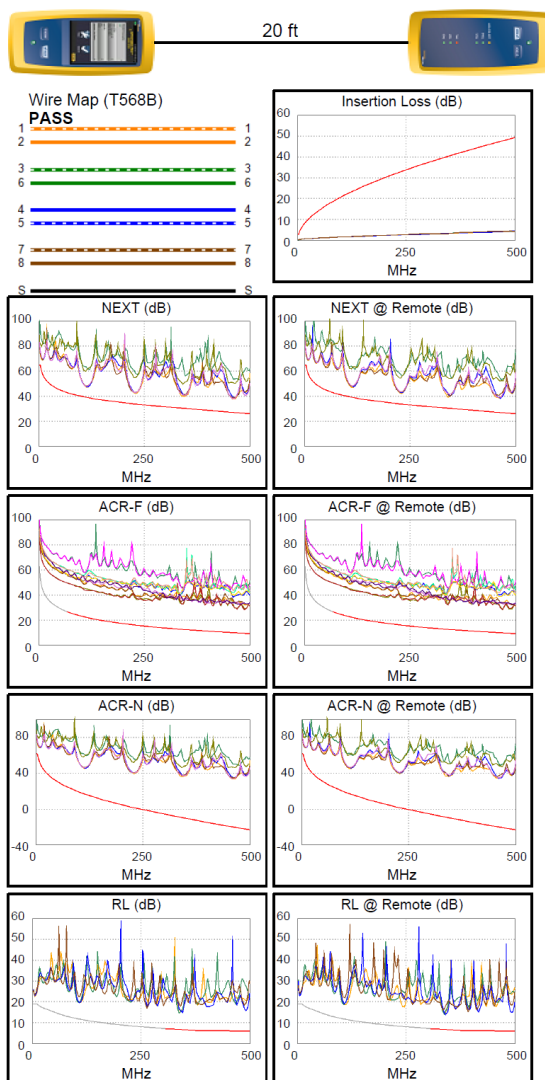 20 ft
Wire Map (T568B)
PASS
1 1
2 2
3 3
6 6
4 4
5 5
7 7
8 8
S S
Insertion Loss (dB)
60
50
40
30
20
10
0
0 250 500
MHz
NEXT (dB)
100
80
60
40
20
0
0 250 500
MHz
NEXT @ Remote (dB)
100
80
60
40
20
0
0 250 500
MHz
ACR-F (dB)
100
80
60
40
20
0
0 250 500
MHz
ACR-F @ Remote (dB)
100
80
60
40
20
0
0 250 500
MHz
ACR-N (dB)
80
40
0
-40
0 250 500
MHz
ACR-N @ Remote (dB)
80
40
0
-40
0 250 500
MHz
RL (dB)
60
50
40
30
20
10
0
0 250 500
MHz
RL @ Remote (dB)
60
50
40
30
20
10
0
0 250 500
MHz